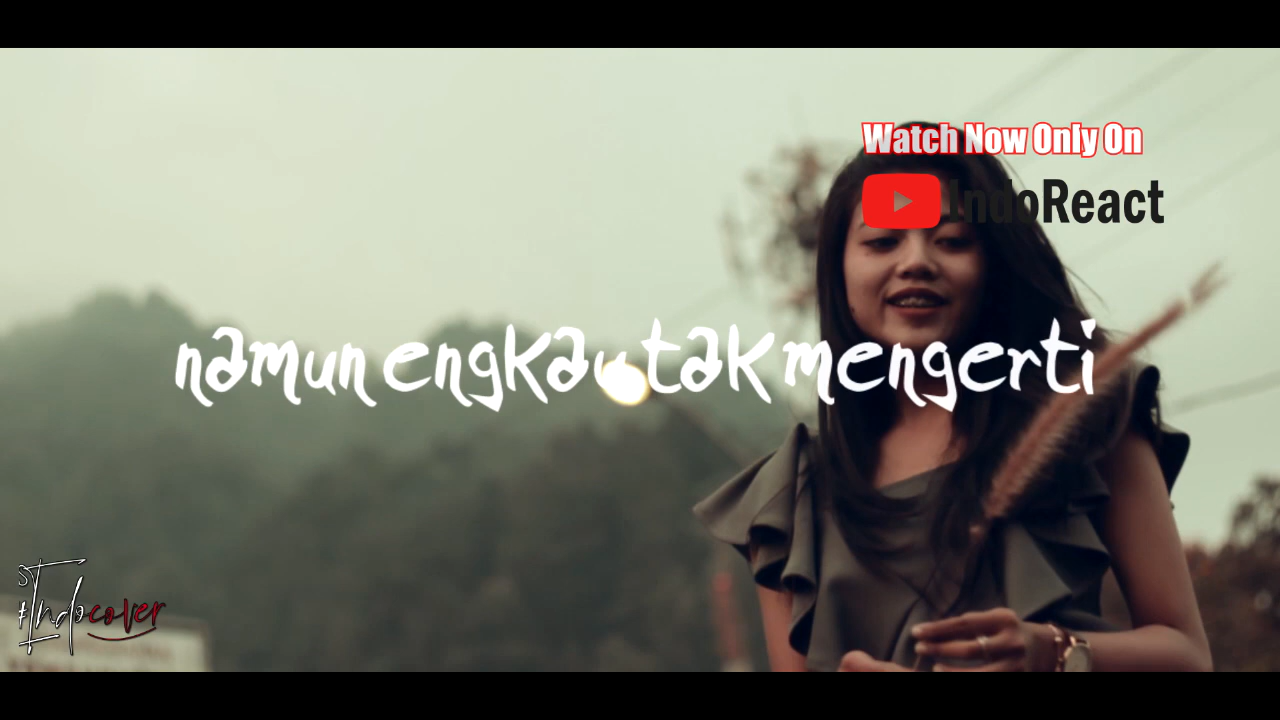 Watch Now Only On
IndoReact
namun engkau tak mengerti
#Indocover